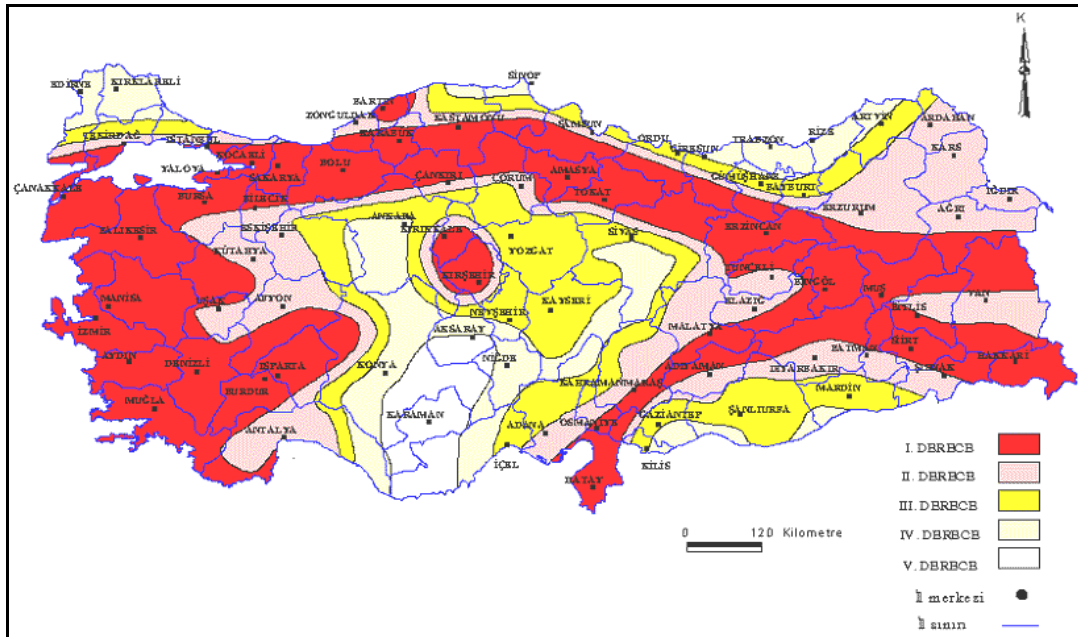 K
SİNOP
EDİRNE
KIRKLARELİ
BARTIN
ZONGULDAK
KASTAMONU
SAMSUN
ARTVİN
ARDAHAN
TEKİRDAĞ
İSTANBUL
KARABÜK
ORDU
GİRESUN
TRABZON
RİZE
KOCAELİ
KARS
YALOVA
SAKARYA
BOLU
ÇANKIRI
ÇORUM
AMASYA
GÜMÜŞHANE
BAYBURT
ÇANAKKALE
BURSA
BİLECİK
TOKAT
IĞDIR
ERZURUM
AĞRI
ANKARA
KIRIKKALE
BALIKESİR
ESKİŞEHİR
YOZGAT
SİVAS
ERZİNCAN
KÜTAHYA
KIRŞEHİR
TUNCELİ
BİNGÖL
MUŞ
MANİSA
UŞAK
AFYON
NEVŞEHİR
KAYSERİ
ELAZIĞ
BİTLİS
VAN
İZMİR
AKSARAY
MALATYA
SİİRT
AYDIN
DENİZLİ
ISPARTA
KONYA
NİĞDE
BATMAN
HAKKARİ
BURDUR
KAHRAMANMARAŞ
ADIYAMAN
DİYARBAKIR
ŞIRNAK
MUĞLA
KARAMAN
MARDİN
ANTALYA
ADANA
OSMANİYE
GAZİANTEP
ŞANLIURFA
İÇEL
KİLİS
HATAY
I. DBRBCB
II. DBRBCB
III. DBRBCB
IV. DBRBCB
V. DBRBCB
0 120 Kilometre
İl merkezi
İl sınırı